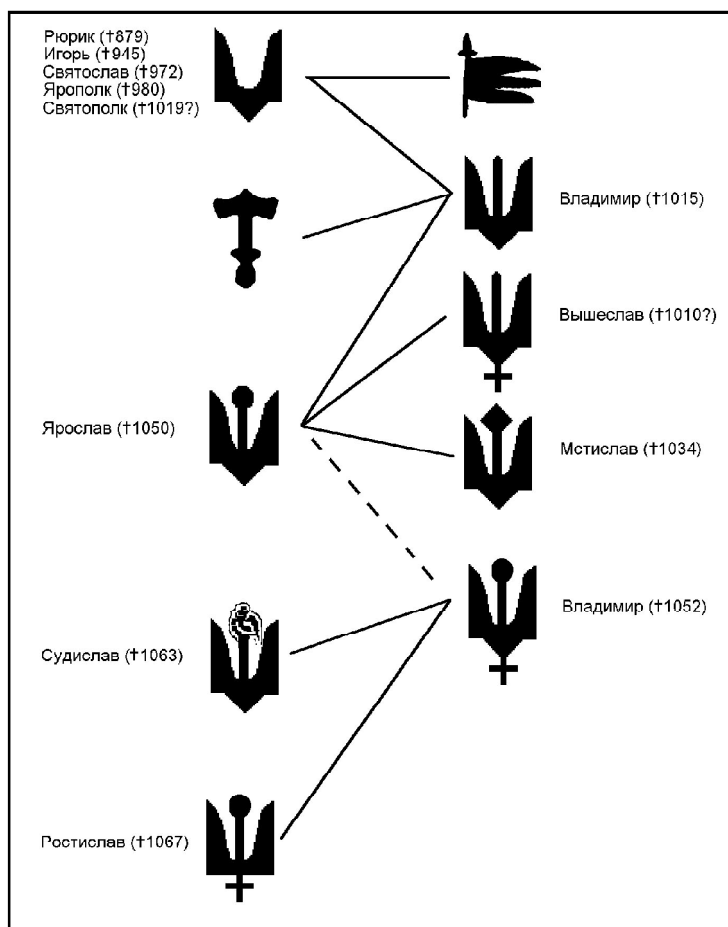 Рюрик (†879)
Игорь (†945)
Святослав (†972)
Ярополк (†980)
Святополк (†1019?)
Владимир (†1015)
Вышеслав (†1010?)
Ярослав (†1050)
Мстислав (†1034)
Владимир (†1052)
Судислав (†1063)
Ростислав (†1067)